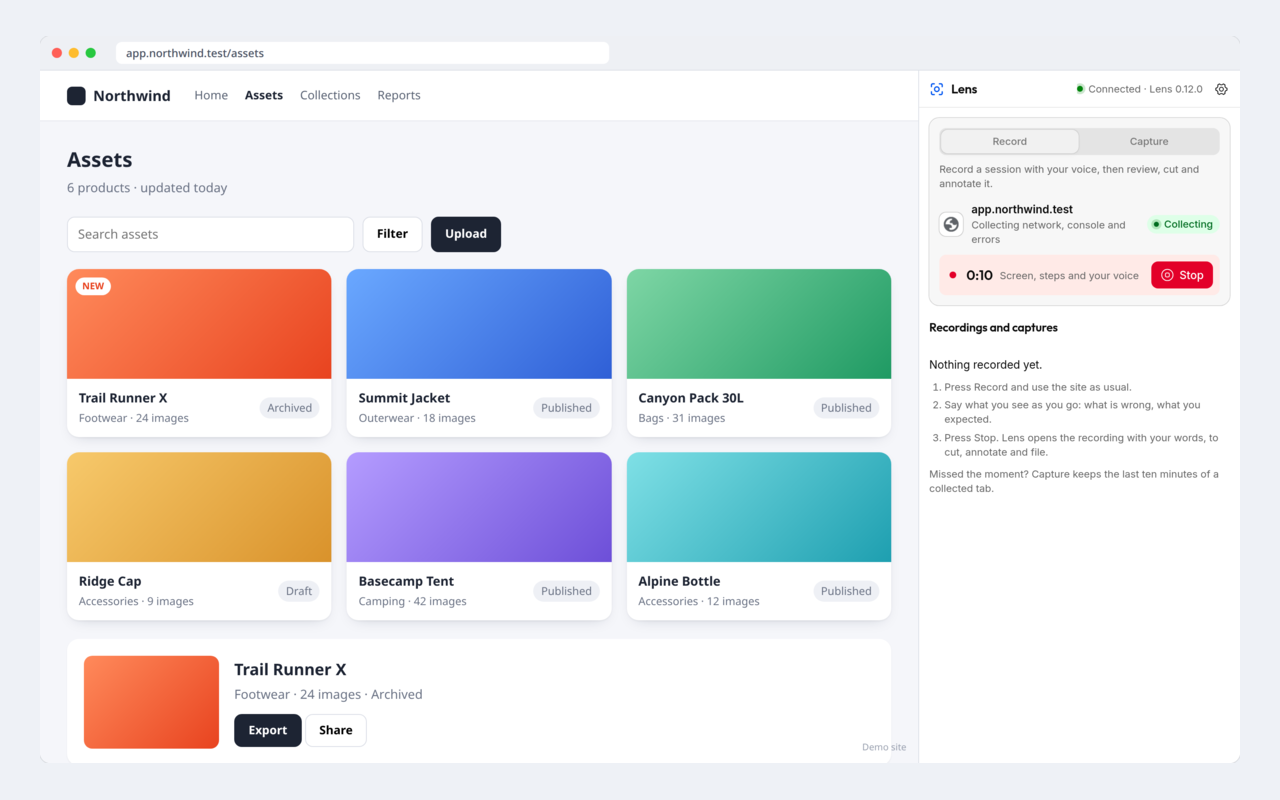 app.northwind.test/assets
Northwind
Home
Assets
Collections
Reports
Assets
6 products · updated today
Search assets
Filter
Upload
NEW
Trail Runner X
Footwear · 24 images
Archived
Summit Jacket
Outerwear · 18 images
Published
Canyon Pack 30L
Bags · 31 images
Published
Ridge Cap
Accessories · 9 images
Draft
Basecamp Tent
Camping · 42 images
Published
Alpine Bottle
Accessories · 12 images
Published
Trail Runner X
Footwear · 24 images · Archived
Export
Share
Demo site
Lens
Connected · Lens 0.12.0
Record
Capture
Record a session with your voice, then review, cut and
annotate it.
app.northwind.test
Collecting network, console and
errors
Collecting
0:10
Screen, steps and your voice
Stop
Recordings and captures
Nothing recorded yet.
1. Press Record and use the site as usual.
2. Say what you see as you go: what is wrong, what you
expected.
3. Press Stop. Lens opens the recording with your words, to
cut, annotate and file.
Missed the moment? Capture keeps the last ten minutes of a
collected tab.